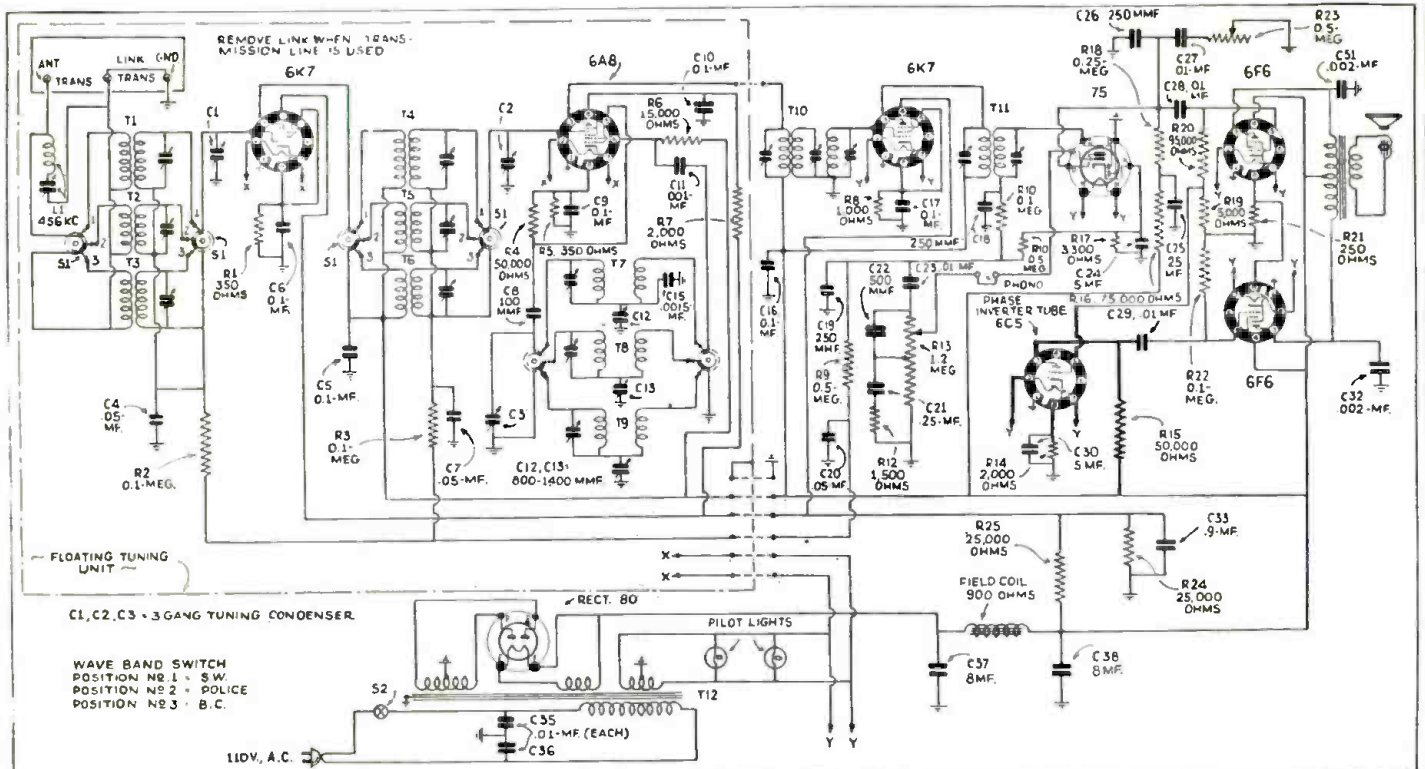 REMOVE LINK WHEN TRANS-
MISSION LINE IS USED
ANT
TRANS
LINK
TRANS
GND
T1
T2
T3
L1
456KC
S1
1
2
3
1
2
3
S1
C1
6K7
X
X
R1
350
OHMS
C6
0.1-
MF.
C4
.05-
MF.
R2
0.1-MEG.
T4
T5
T6
S1
1
2
3
S1
1
2
3
C5
0.1-MF.
R3
0.1-
MEG
C7
.05-MF.
C2
6A8
X
X
C10
0.1-MF
R6
15,000
OHMS
C11
.001-
MF
R7
2,000
OHMS
C9
0.1-
MF
R4
50,000
OHMS
R5, 350 OHMS
C8
100
MMF
T7
C15
.0015-
MF
C12
T8
C13
T9
C3
C12, C13=
800-1400 MMF.
~ FLOATING TUNING
UNIT ~
T10
6K7
Y
Y
T11
R8
1,000
OHMS
C17
0.1-
MF.
250 MMF
C18
R10
0.1
MEG
C16
0.1-
MF
C19
250
MMF
R9
0.5-
MEG
C20
.05 MF
C22
500
MMF
C23
.01 MF
R13
1.2
MEG
C21
.25-MF.
R12
1,500
OHMS
0.5
MEG
PHONO
C26 250 MMF
R18
0.25-
MEG
75
Y
Y
C27
.01-MF
R23
0.5-
MEG
C28, .01
MF
R17
3300
OHMS
C24
5 MF.
C25
.25
MF
R16, 75,000 OHMS
R20
95,000
OHMS
R19
5,000
OHMS
6F6
Y
Y
C51
.002-MF
R21
250
OHMS
PHASE
INVERTER TUBE
6C5
Y
Y
C29, .01 MF
R22
0.1-
MEG.
6F6
C32
.002-MF.
R14
2,000
OHMS
C30
5 MF.
R15
50,000
OHMS
R25
25,000
OHMS
C33
.9-MF.
R24
25,000
OHMS
FIELD COIL
900 OHMS
C37
8MF.
C38
8MF.
X
X
Y
Y
C1, C2, C3 = 3 GANG TUNING CONDENSER
WAVE BAND SWITCH
POSITION Nº.1 = S.W.
POSITION Nº2 = POLICE
POSITION Nº3 = B.C.
RECT. 80
PILOT LIGHTS
T12
S2
C35
.01-MF. (EACH)
C36
110V., A.C.